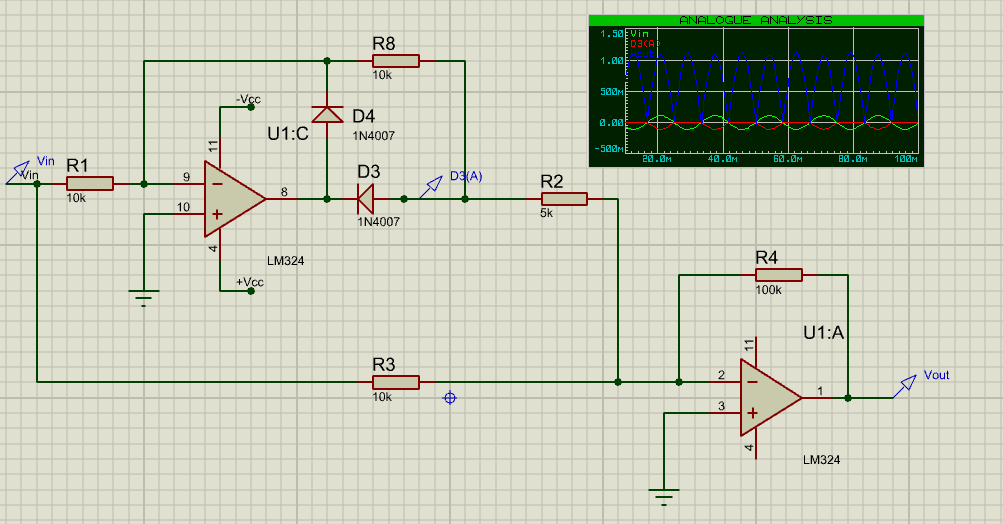 ANALOGUE ANALYSIS
1.50
Vin
D3(A)
1.00
500M
0.00
-500M
20.0m
40.0m
60.0m
80.0m
100m
R8
10k
-Vcc
11
U1:C
D4
1N4007
Vin
Vin
R1
10k
9
10
8
4
LM324
+Vcc
D3
1N4007
D3(A)
R2
5k
R4
100k
U1:A
11
R3
10k
2
3
1
4
Vout
LM324